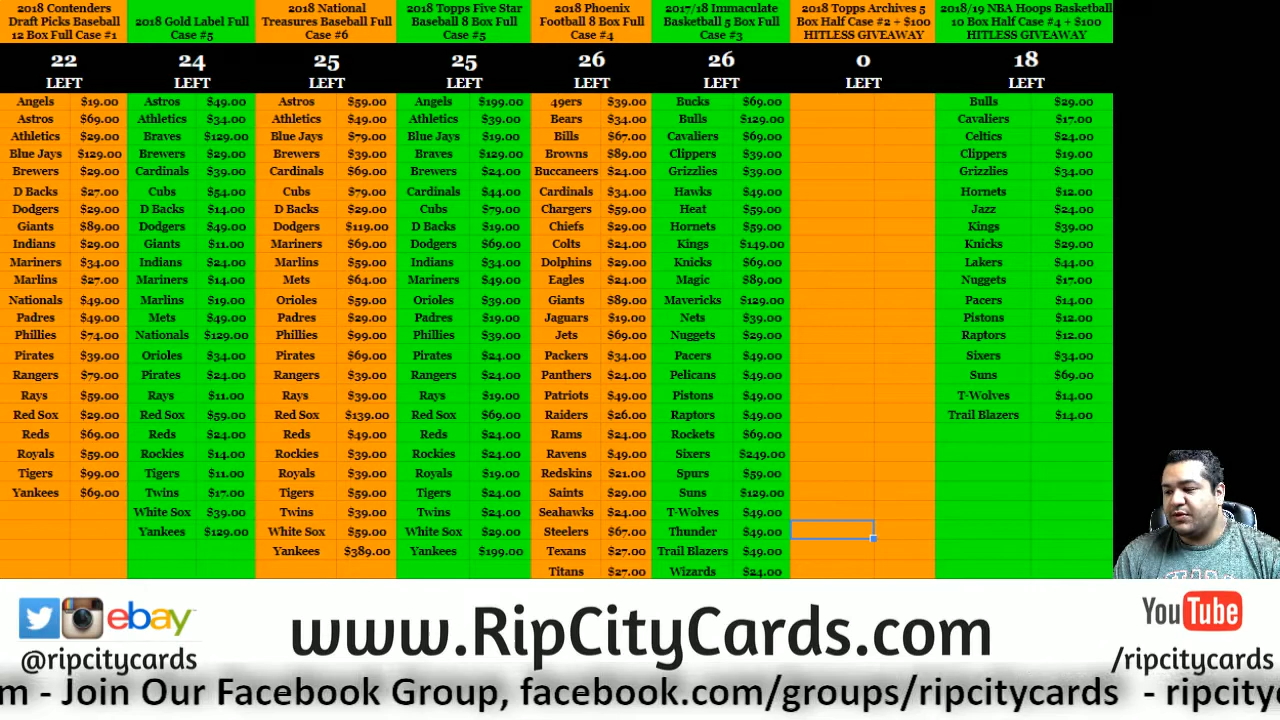 2018 Contenders Draft Picks Baseball 12 Box Full Case #1
22
LEFT
Angels $19.00
Astros $69.00
Athletics $29.00
Blue Jays $129.00
Brewers $29.00
D Backs $27.00
Dodgers $29.00
Giants $89.00
Indians $29.00
Mariners $34.00
Marlins $27.00
Nationals $49.00
Padres $49.00
Phillies $74.00
Pirates $39.00
Rangers $79.00
Rays $59.00
Red Sox $29.00
Reds $69.00
Royals $59.00
Tigers $99.00
Yankees $69.00
2018 Gold Label Full Case #5
24
LEFT
Astros $49.00
Athletics $34.00
Braves $129.00
Brewers $29.00
Cardinals $39.00
Cubs $54.00
D Backs $14.00
Dodgers $49.00
Giants $11.00
Indians $24.00
Mariners $14.00
Marlins $19.00
Mets $49.00
Nationals $129.00
Orioles $34.00
Pirates $24.00
Rays $11.00
Red Sox $59.00
Reds $24.00
Rockies $14.00
Tigers $11.00
Twins $17.00
White Sox $39.00
Yankees $129.00
2018 National Treasures Baseball Full Case #6
25
LEFT
Astros $59.00
Athletics $49.00
Blue Jays $79.00
Brewers $39.00
Cardinals $69.00
Cubs $79.00
D Backs $29.00
Dodgers $119.00
Mariners $69.00
Marlins $59.00
Mets $64.00
Orioles $59.00
Padres $29.00
Phillies $99.00
Pirates $69.00
Rangers $39.00
Rays $39.00
Red Sox $139.00
Reds $49.00
Rockies $39.00
Royals $39.00
Tigers $59.00
Twins $39.00
White Sox $59.00
Yankees $389.00
2018 Topps Five Star Baseball 8 Box Full Case #5
25
LEFT
Angels $199.00
Athletics $39.00
Blue Jays $19.00
Braves $129.00
Brewers $24.00
Cardinals $44.00
Cubs $79.00
D Backs $19.00
Dodgers $69.00
Indians $34.00
Mariners $49.00
Orioles $39.00
Padres $19.00
Phillies $39.00
Pirates $24.00
Rangers $24.00
Rays $19.00
Red Sox $69.00
Reds $24.00
Rockies $24.00
Royals $19.00
Tigers $24.00
Twins $24.00
White Sox $29.00
Yankees $199.00
2018 Phoenix Football 8 Box Full Case #4
26
LEFT
49ers $39.00
Bears $34.00
Bills $67.00
Browns $89.00
Buccaneers $24.00
Cardinals $34.00
Chargers $59.00
Chiefs $29.00
Colts $24.00
Dolphins $29.00
Eagles $24.00
Giants $89.00
Jaguars $19.00
Jets $69.00
Packers $34.00
Panthers $24.00
Patriots $49.00
Raiders $26.00
Rams $24.00
Ravens $49.00
Redskins $21.00
Saints $29.00
Seahawks $24.00
Steelers $67.00
Texans $27.00
Titans $27.00
2017/18 Immaculate Basketball 5 Box Full Case #3
26
LEFT
Bucks $69.00
Bulls $129.00
Cavaliers $69.00
Clippers $39.00
Grizzlies $39.00
Hawks $49.00
Heat $59.00
Hornets $59.00
Kings $149.00
Knicks $69.00
Magic $89.00
Mavericks $129.00
Nets $39.00
Nuggets $29.00
Pacers $49.00
Pelicans $49.00
Pistons $49.00
Raptors $49.00
Rockets $69.00
Sixers $249.00
Spurs $59.00
Suns $129.00
T-Wolves $49.00
Thunder $49.00
Trail Blazers $49.00
Wizards $24.00
2018 Topps Archives 5 Box Half Case #2 + $100 HITLESS GIVEAWAY
0
LEFT
2018/19 NBA Hoops Basketball 10 Box Half Case #4 + $100 HITLESS GIVEAWAY
18
LEFT
Bulls $29.00
Cavaliers $17.00
Celtics $24.00
Clippers $19.00
Grizzlies $34.00
Hornets $12.00
Jazz $24.00
Kings $39.00
Knicks $29.00
Lakers $44.00
Nuggets $17.00
Pacers $14.00
Pistons $12.00
Raptors $12.00
Sixers $34.00
Suns $69.00
T-Wolves $14.00
Trail Blazers $14.00
ebay
@ripcitycards
www.RipCityCards.com
YouTube
/ripcitycards
m - Join Our Facebook Group, facebook.com/groups/ripcitycards - ripcity